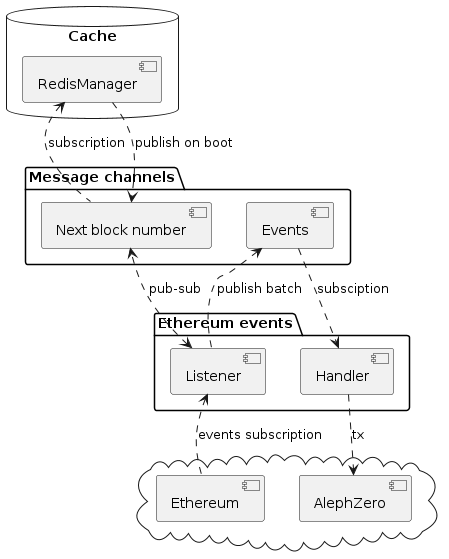 Cache
RedisManager
subscription
publish on boot
Message channels
Next block number
Events
pub-sub
publish batch
subsciption
Ethereum events
Listener
Handler
events subscription
tx
Ethereum
AlephZero